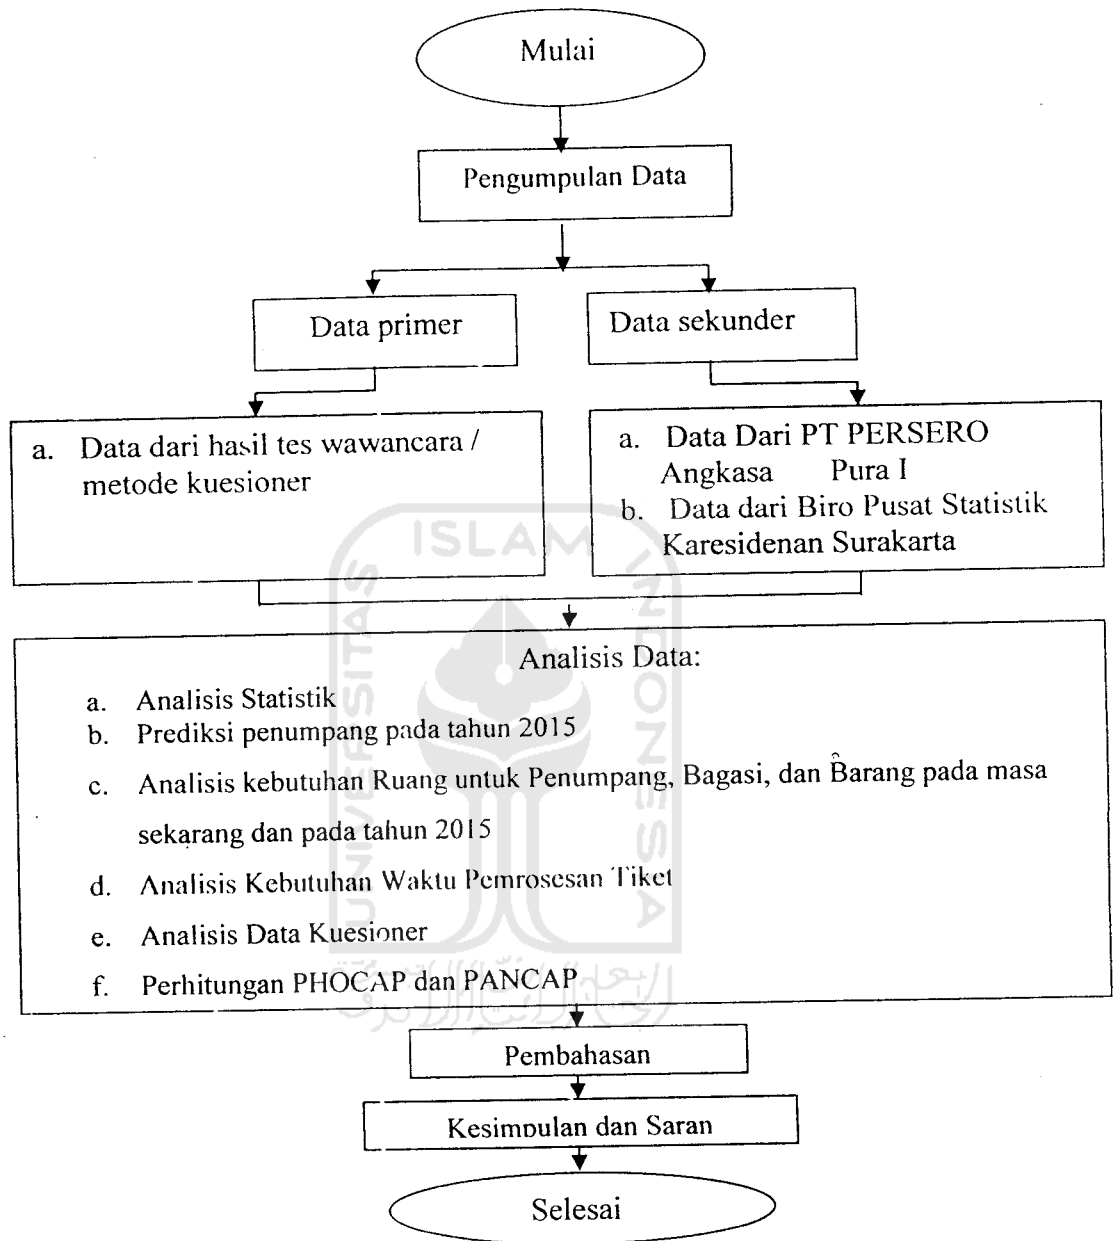 Mulai
Pengumpulan Data
Data primer
Data sekunder
a. Data dari hasil tes wawancara /
metode kuesioner
a. Data Dari PT PERSERO
Angkasa Pura I
b. Data dari Biro Pusat Statistik
Karesidenan Surakarta
Analisis Data:
a. Analisis Statistik
b. Prediksi penumpang pada tahun 2015
c. Analisis kebutuhan Ruang untuk Penumpang, Bagasi, dan Barang pada masa
sekarang dan pada tahun 2015
d. Analisis Kebutuhan Waktu Pemrosesan Tiket
e. Analisis Data Kuesioner
f. Perhitungan PHOCAP dan PANCAP
Pembahasan
Kesimpulan dan Saran
Selesai
UNIVERSITAS
ISLAM
INDONESIA